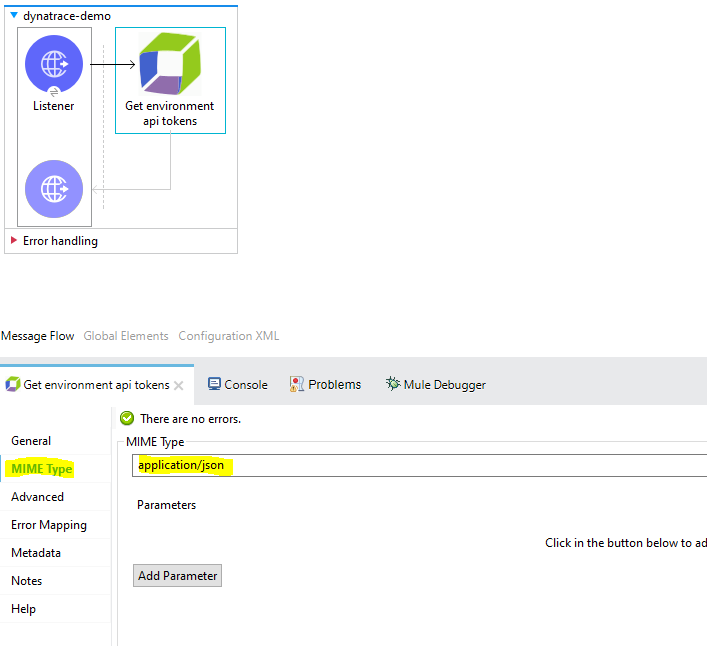 dynatrace-demo
Listener
Get environment
api tokens
Error handling
Message Flow Global Elements Configuration XML
Get environment api tokens Console Problems Mule Debugger
There are no errors.
General
MIME Type
MIME Type
application/json
Advanced
Parameters
Error Mapping
Click in the button below to ad
Metadata
Notes
Add Parameter
Help